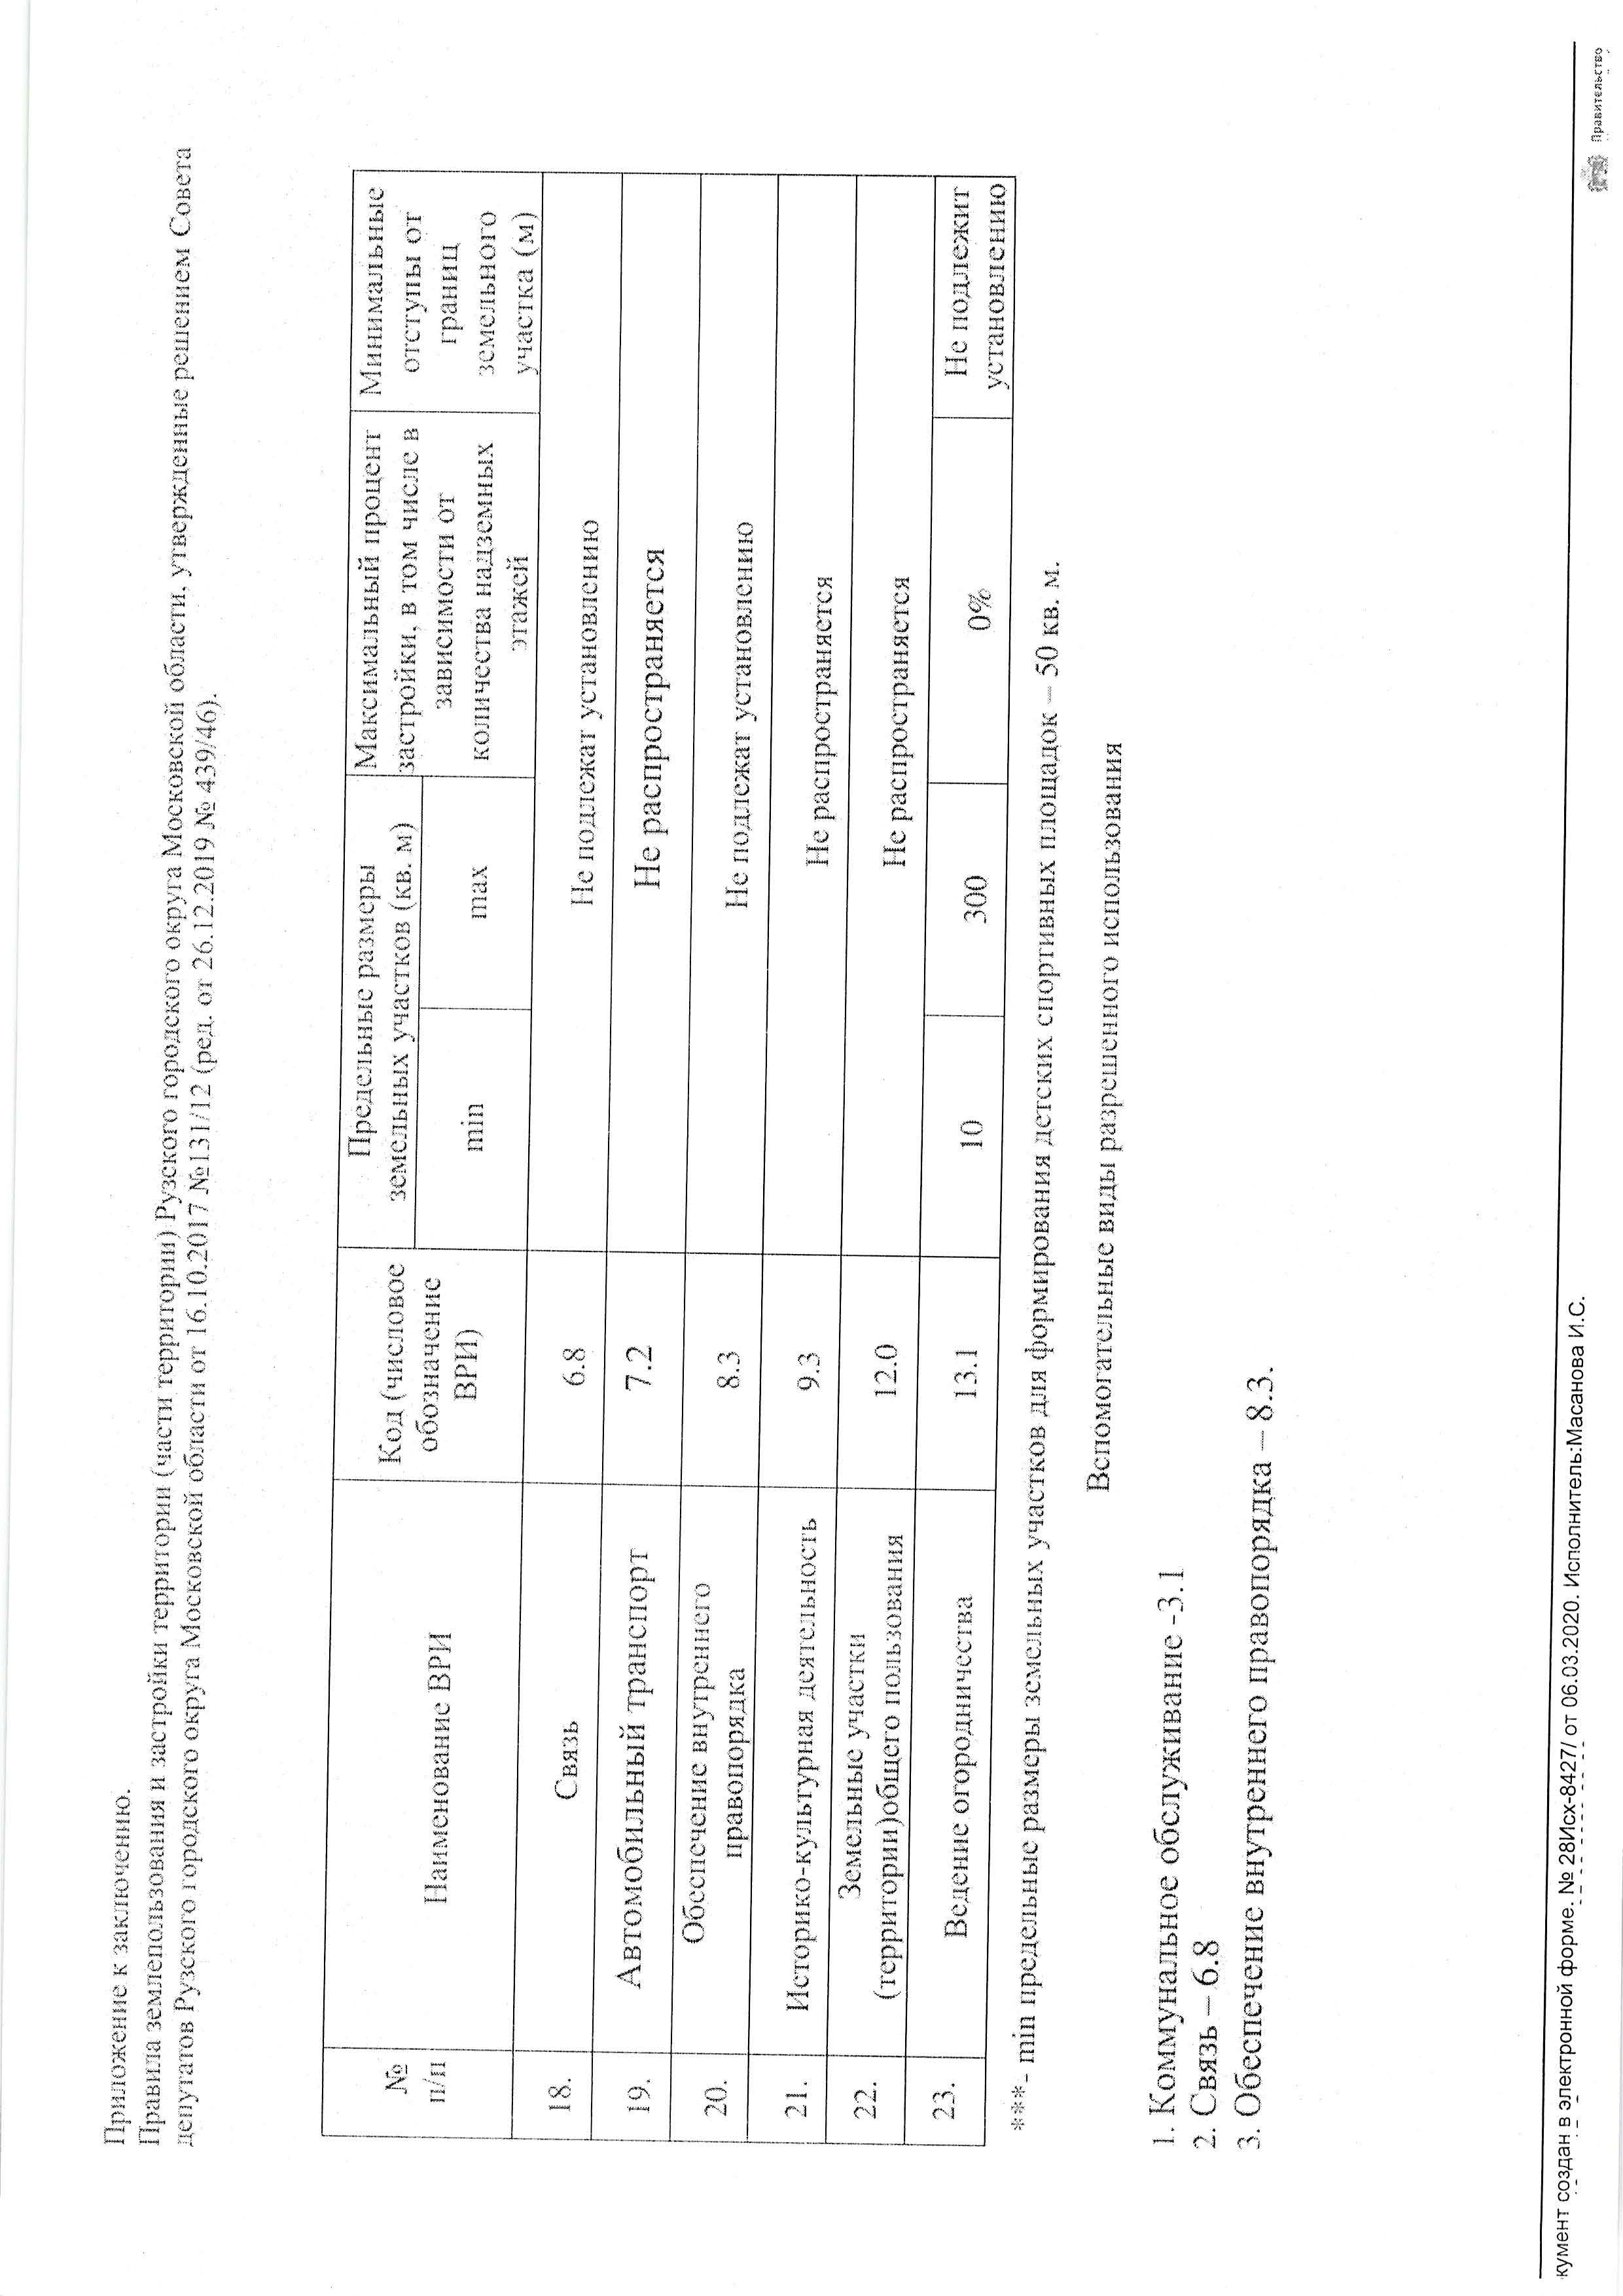 Приложение к заключению.
Правила землепользования и застройки территории (части территории) Рузского городского округа Московской области, утвержденные решением Совета
депутатов Рузского городского округа Московской области от 16.10.2017 №131/12 (ред. от 26.12.2019 № 439/46).
№
п/п
Наименование ВРИ
Код (числовое
обозначение
ВРИ)
Предельные размеры
земельных участков (кв. м)
min
max
Максимальный процент
застройки, в том числе в
зависимости от
количества надземных
этажей
Минимальные
отступы от
границ
земельного
участка (м)
18. Связь 6.8 Не подлежат установлению
19. Автомобильный транспорт 7.2 Не распространяется
20. Обеспечение внутреннего
правопорядка 8.3 Не подлежат установлению
21. Историко-культурная деятельность 9.3 Не распространяется
22. Земельные участки
(территории)общего пользования 12.0 Не распространяется
23. Ведение огородничества 13.1 10 300 0% Не подлежит
установлению
***- min предельные размеры земельных участков для формирования детских спортивных площадок – 50 кв. м.
Вспомогательные виды разрешенного использования
1. Коммунальное обслуживание -3.1
2. Связь – 6.8
3. Обеспечение внутреннего правопорядка – 8.3.
кумент создан в электронной форме. № 28Исх-8427/ от 06.03.2020. Исполнитель:Масанова И.С.
Правительство